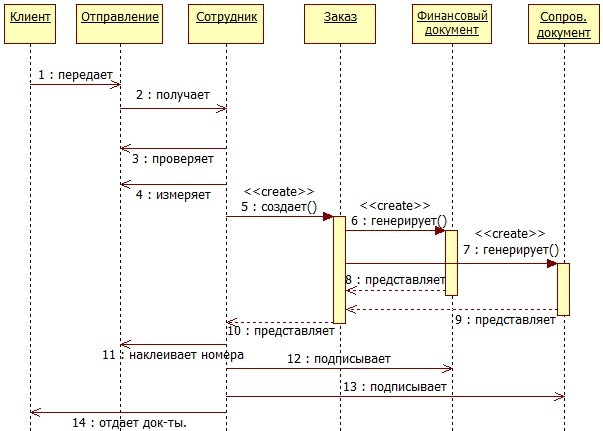 Клиент
Отправление
Сотрудник
Заказ
Финансовый
документ
Сопров.
документ
1 : передает
2 : получает
3 : проверяет
4 : измеряет
<<create>>
5 : создает()
<<create>>
6 : генерирует()
<<create>>
7 : генерирует()
8 : представляет
9 : представляет
10 : представляет
11 : наклеивает номера
12 : подписывает
13 : подписывает
14 : отдает док-ты.